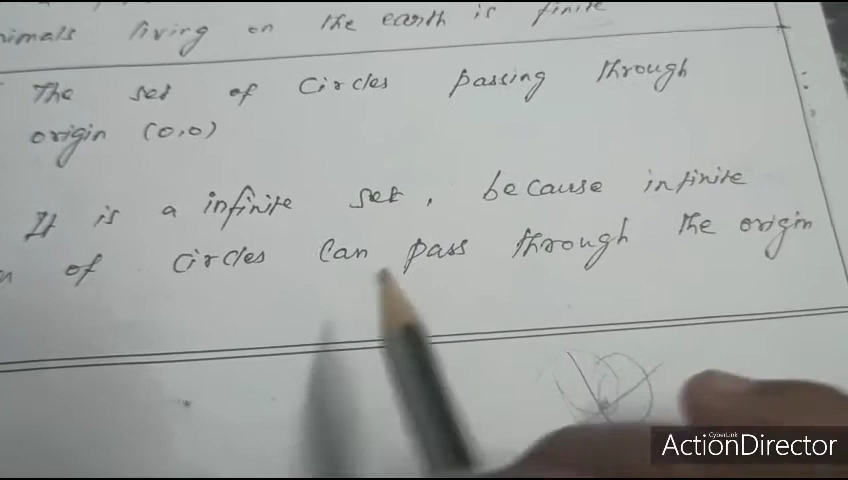 nimals living on the earth is finite
The set of Circles passing through
origin (0,0)
It is a infinite set, because infinite
of circles can pass through the origin
CyberLink
ActionDirector